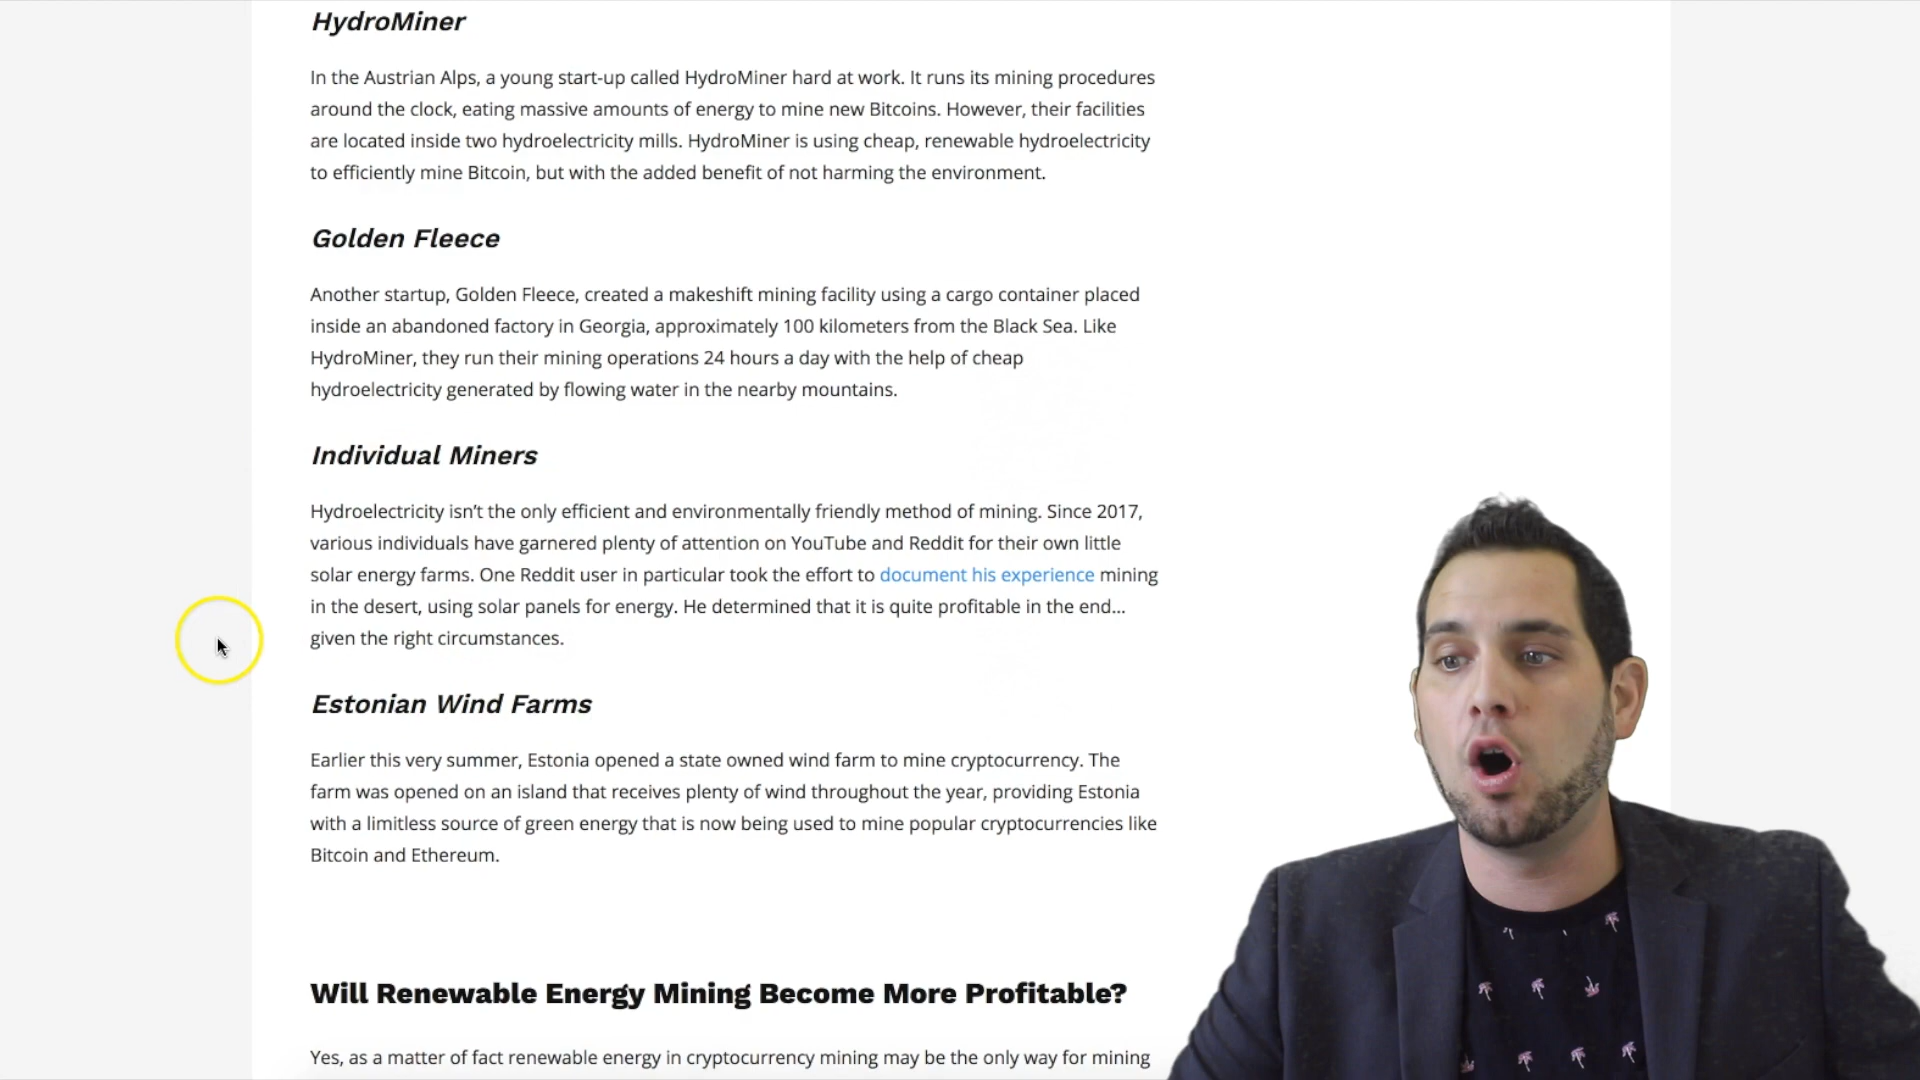 HydroMiner
In the Austrian Alps, a young start-up called HydroMiner hard at work. It runs its mining procedures
around the clock, eating massive amounts of energy to mine new Bitcoins. However, their facilities
are located inside two hydroelectricity mills. HydroMiner is using cheap, renewable hydroelectricity
to efficiently mine Bitcoin, but with the added benefit of not harming the environment.
Golden Fleece
Another startup, Golden Fleece, created a makeshift mining facility using a cargo container placed
inside an abandoned factory in Georgia, approximately 100 kilometers from the Black Sea. Like
HydroMiner, they run their mining operations 24 hours a day with the help of cheap
hydroelectricity generated by flowing water in the nearby mountains.
Individual Miners
Hydroelectricity isn't the only efficient and environmentally friendly method of mining. Since 2017,
various individuals have garnered plenty of attention on YouTube and Reddit for their own little
solar energy farms. One Reddit user in particular took the effort to document his experience mining
in the desert, using solar panels for energy. He determined that it is quite profitable in the end...
given the right circumstances.
Estonian Wind Farms
Earlier this very summer, Estonia opened a state owned wind farm to mine cryptocurrency. The
farm was opened on an island that receives plenty of wind throughout the year, providing Estonia
with a limitless source of green energy that is now being used to mine popular cryptocurrencies like
Bitcoin and Ethereum.
Will Renewable Energy Mining Become More Profitable?
Yes, as a matter of fact renewable energy in cryptocurrency mining may be the only way for mining